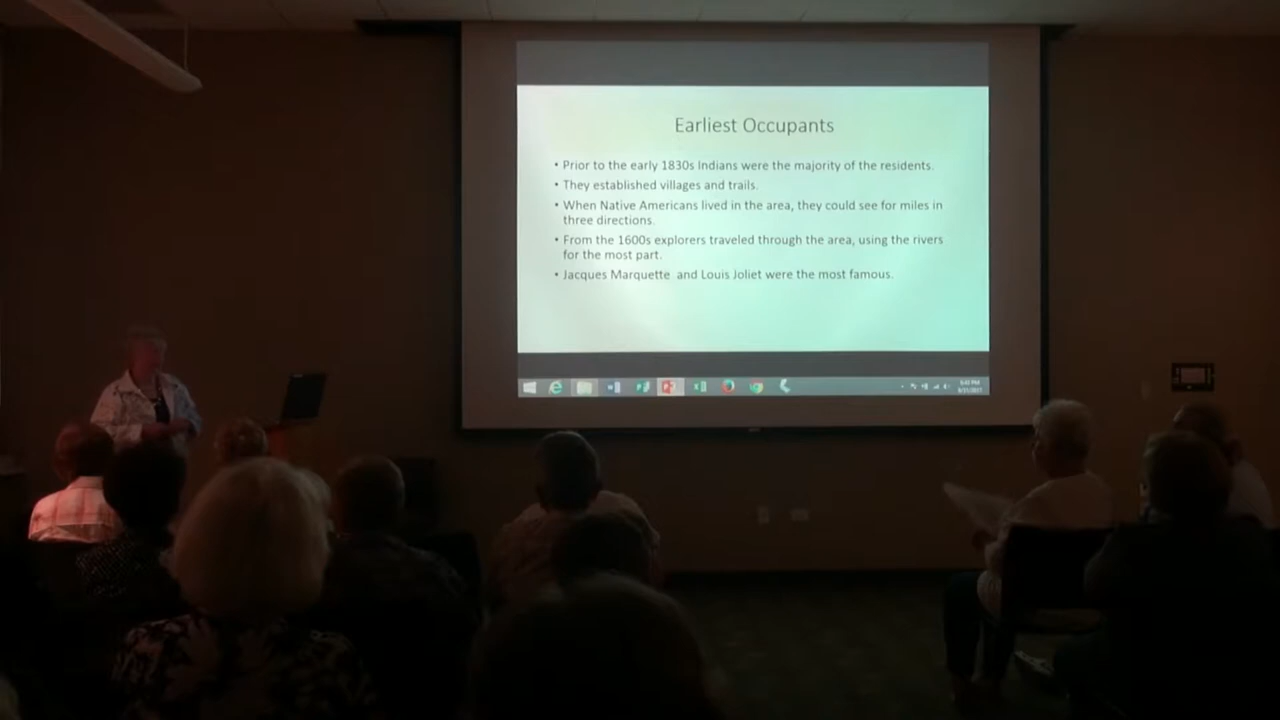 Earliest Occupants
• Prior to the early 1830s Indians were the majority of the residents.
• They established villages and trails.
• When Native Americans lived in the area, they could see for miles in
three directions.
• From the 1600s explorers traveled through the area, using the rivers
for the most part.
• Jacques Marquette and Louis Joliet were the most famous.